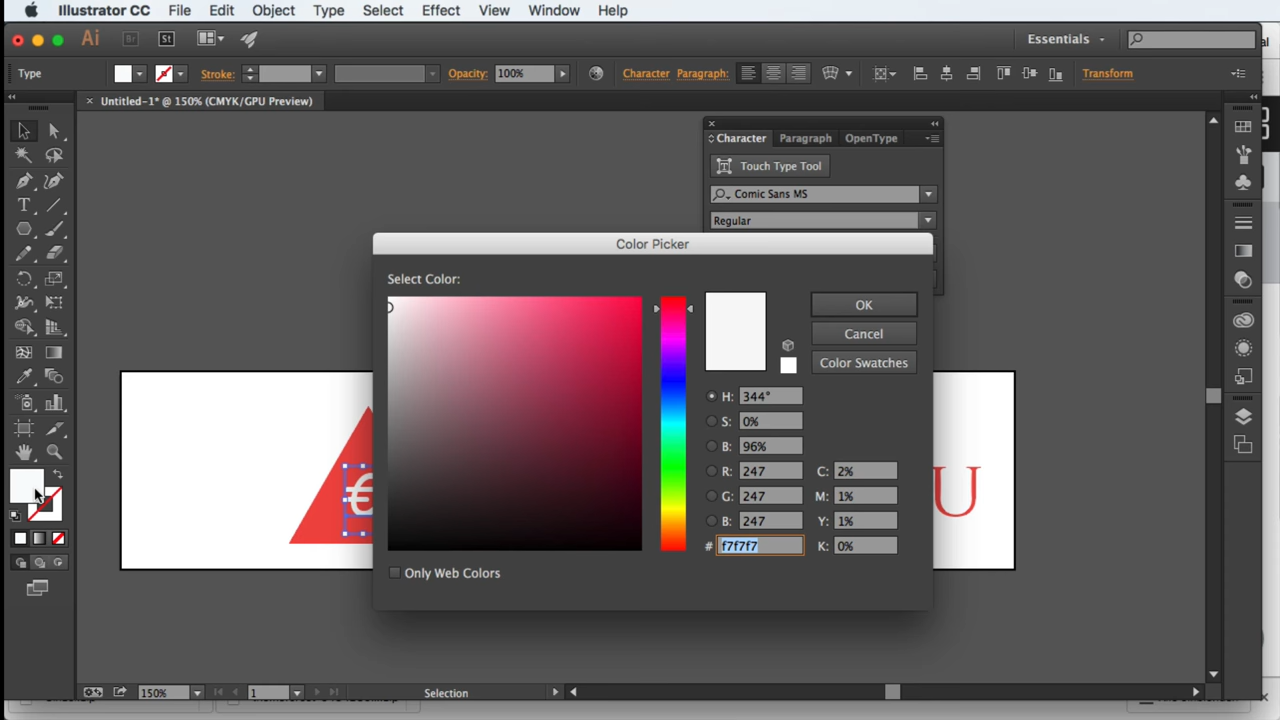 Illustrator CC File Edit Object Type Select Effect View Window Help
Ai Br St Essentials
Type Stroke: Opacity: 100% Character Paragraph: Transform
× Untitled-1* @ 150% (CMYK/GPU Preview)
Character Paragraph OpenType
Touch Type Tool
Comic Sans MS
Regular
Color Picker
Select Color:
OK
Cancel
Color Swatches
H: 344°
S: 0%
B: 96%
R: 247 C: 2%
G: 247 M: 1%
B: 247 Y: 1%
# f7f7f7 K: 0%
Only Web Colors
€
U
150% 1 Selection